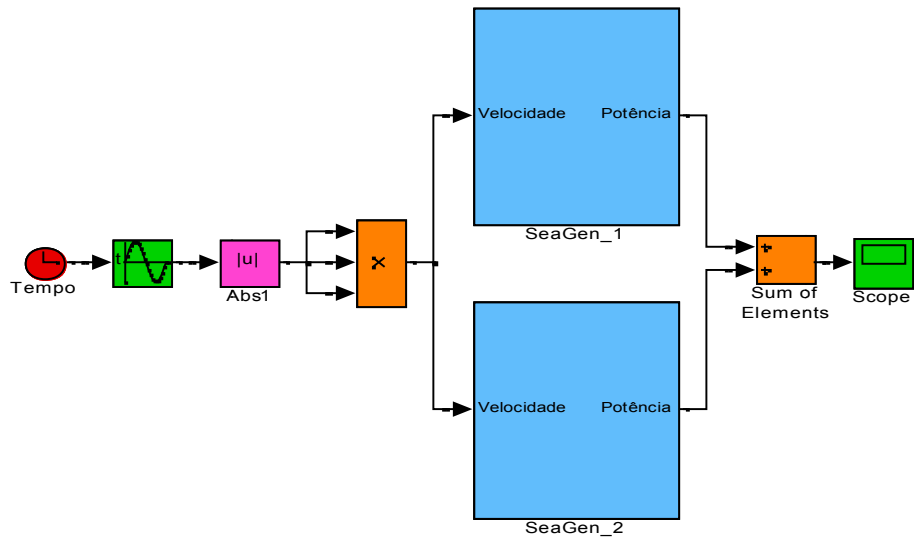 Velocidade
Potência
SeaGen_1
t
|u|
x
+
+
Tempo
Abs1
Sum of
Elements
Scope
Velocidade
Potência
SeaGen_2